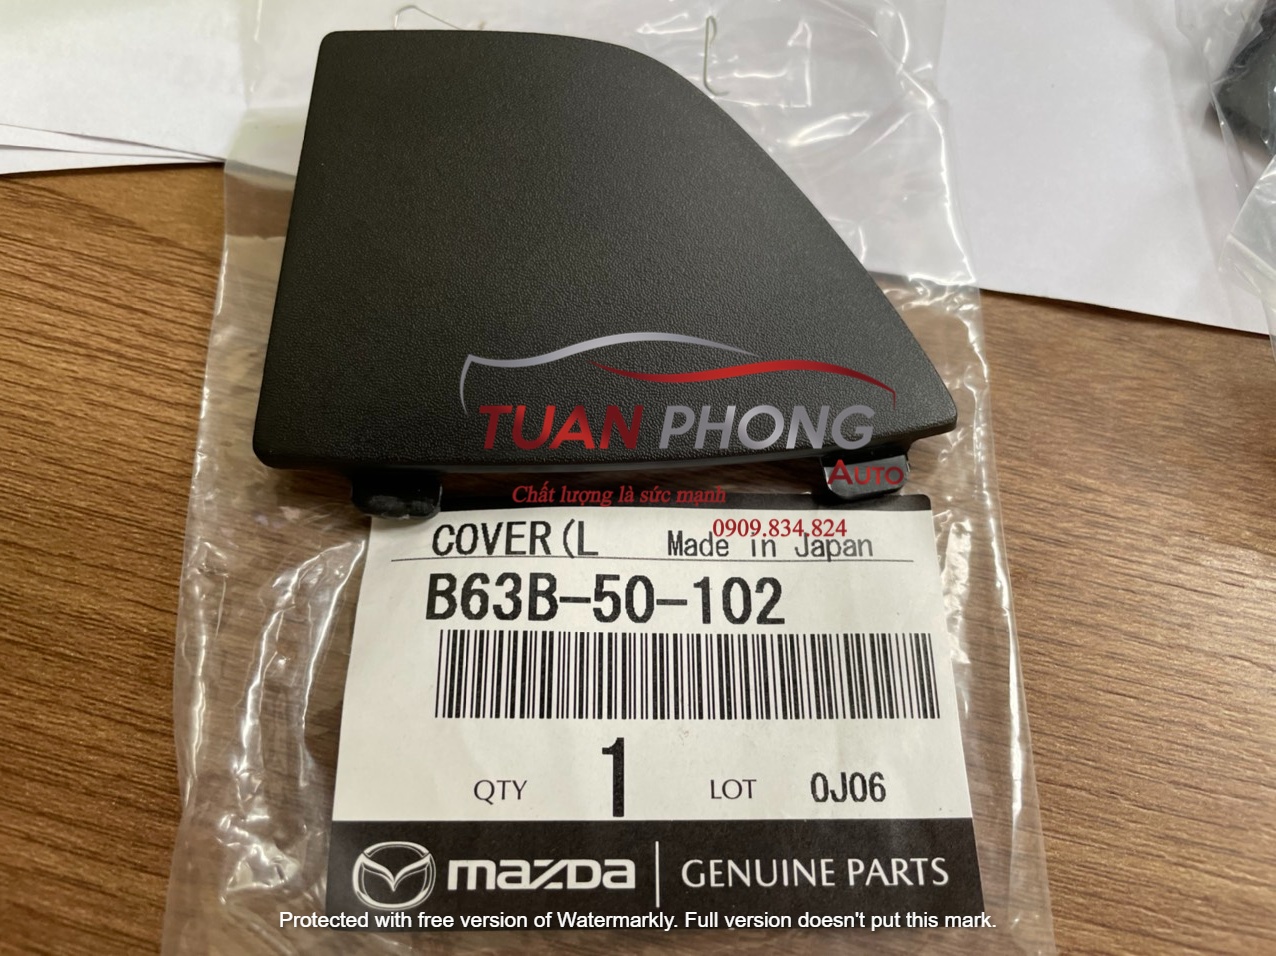 TUAN PHONG
AUTO
Chất lượng là sức mạnh
0909.834.824
COVER(L Made in Japan
B63B-50-102
QTY 1 LOT 0J06
mazda GENUINE PARTS
Protected with free version of Watermarkly. Full version doesn't put this mark.